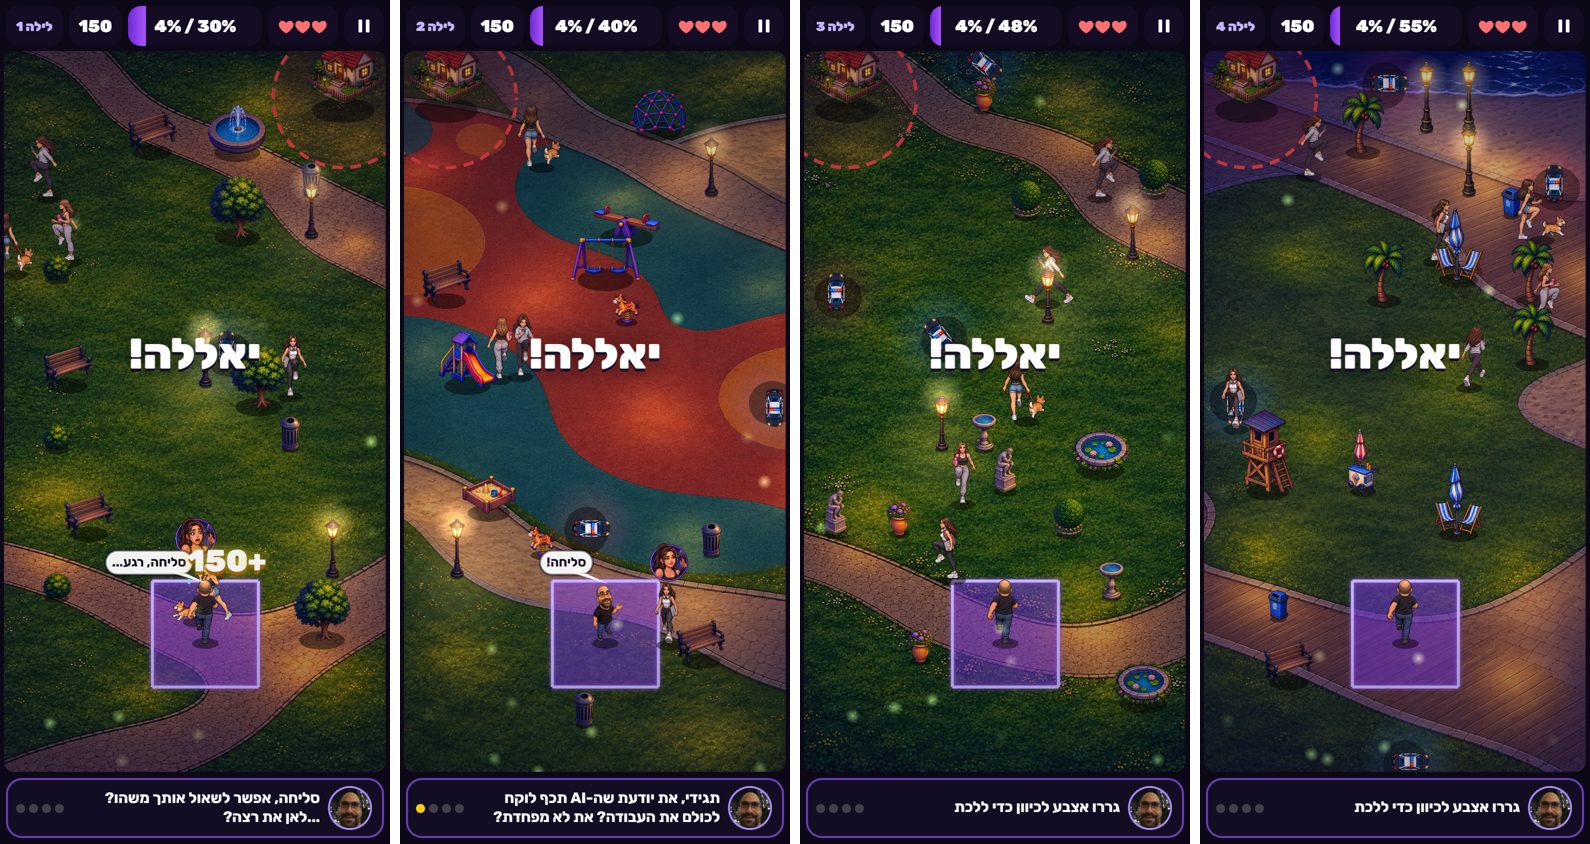 לילה 1
150
4% / 30%
יאללה!
150+
סליחה, רגע...
סליחה, אפשר לשאול אותך משהו?
לאן את רצה?...
לילה 2
150
4% / 40%
יאללה!
סליחה!
תגידי, את יודעת שה-AI תכף לוקח
לכולם את העבודה? את לא מפחדת?
לילה 3
150
4% / 48%
יאללה!
גררו אצבע לכיוון כדי ללכת
לילה 4
150
4% / 55%
יאללה!
גררו אצבע לכיוון כדי ללכת